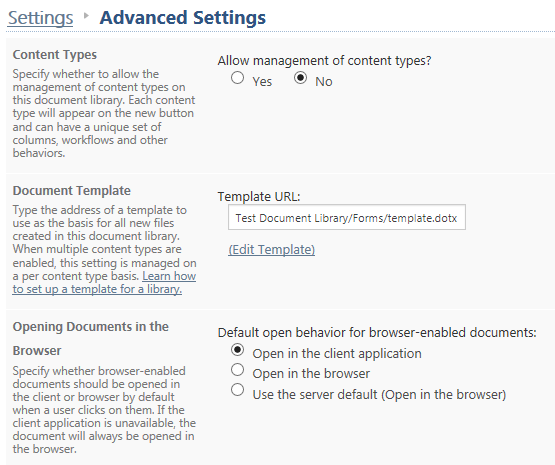 Settings ▸ Advanced Settings
Content Types
Specify whether to allow the
management of content types on
this document library. Each content
type will appear on the new button
and can have a unique set of
columns, workflows and other
behaviors.
Allow management of content types?
Yes No
Document Template
Type the address of a template to
use as the basis for all new files
created in this document library.
When multiple content types are
enabled, this setting is managed on
a per content type basis. Learn how
to set up a template for a library.
Template URL:
Test Document Library/Forms/template.dotx
(Edit Template)
Opening Documents in the
Browser
Specify whether browser-enabled
documents should be opened in
the client or browser by default
when a user clicks on them. If the
client application is unavailable, the
document will always be opened in
the browser.
Default open behavior for browser-enabled documents:
Open in the client application
Open in the browser
Use the server default (Open in the browser)